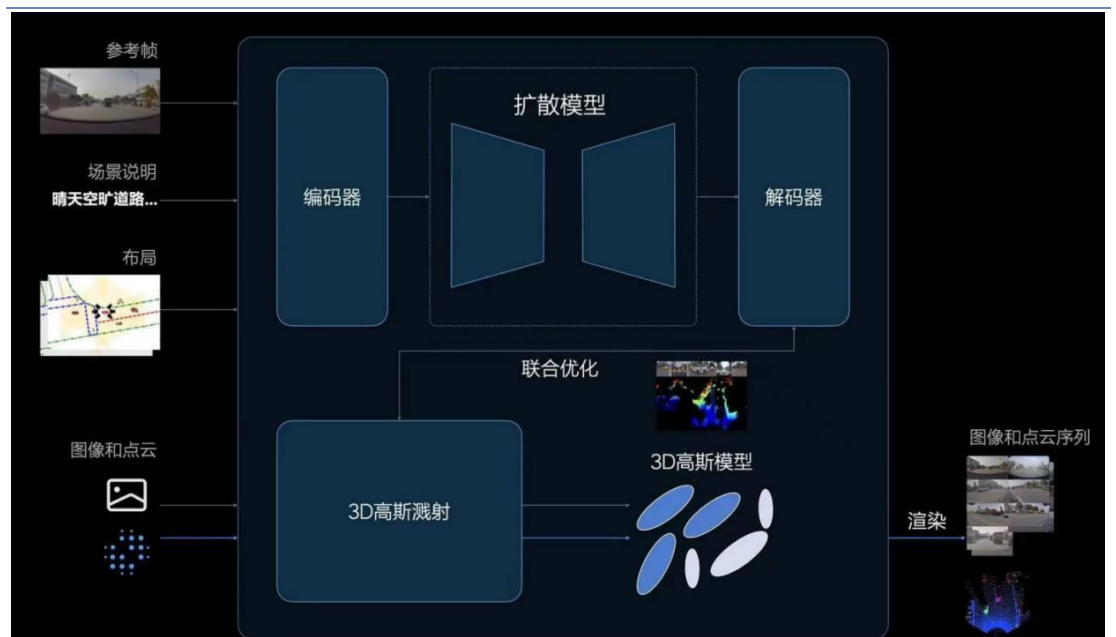 参考帧
场景说明
晴天空旷道路...
布局
图像和点云
编码器
扩散模型
解码器
联合优化
3D高斯溅射
3D高斯模型
渲染
图像和点云序列